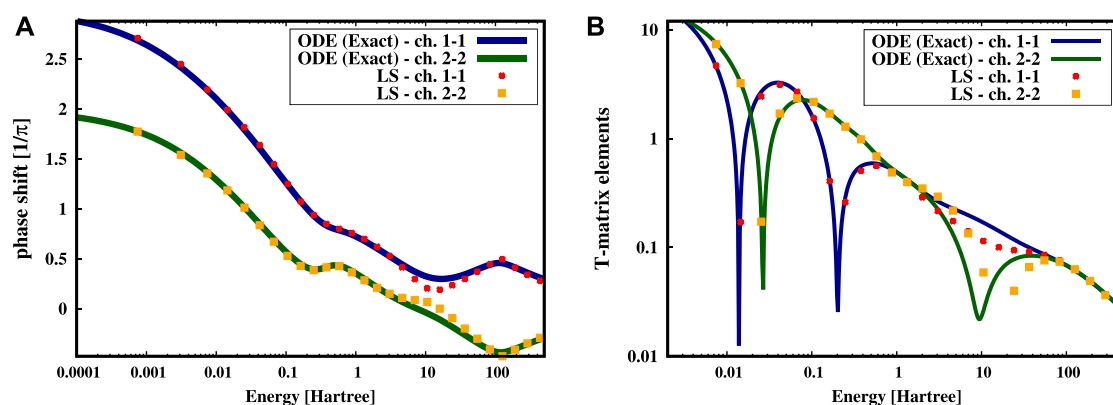 A
phase shift [1/π]
2.5
2
1.5
1
0.5
0
ODE (Exact) - ch. 1-1
ODE (Exact) - ch. 2-2
LS - ch. 1-1
LS - ch. 2-2
0.0001
0.001
0.01
0.1
1
10
100
Energy [Hartree]
B
T-matrix elements
10
1
0.1
0.01
ODE (Exact) - ch. 1-1
ODE (Exact) - ch. 2-2
LS - ch. 1-1
LS - ch. 2-2
0.01
0.1
1
10
100
Energy [Hartree]